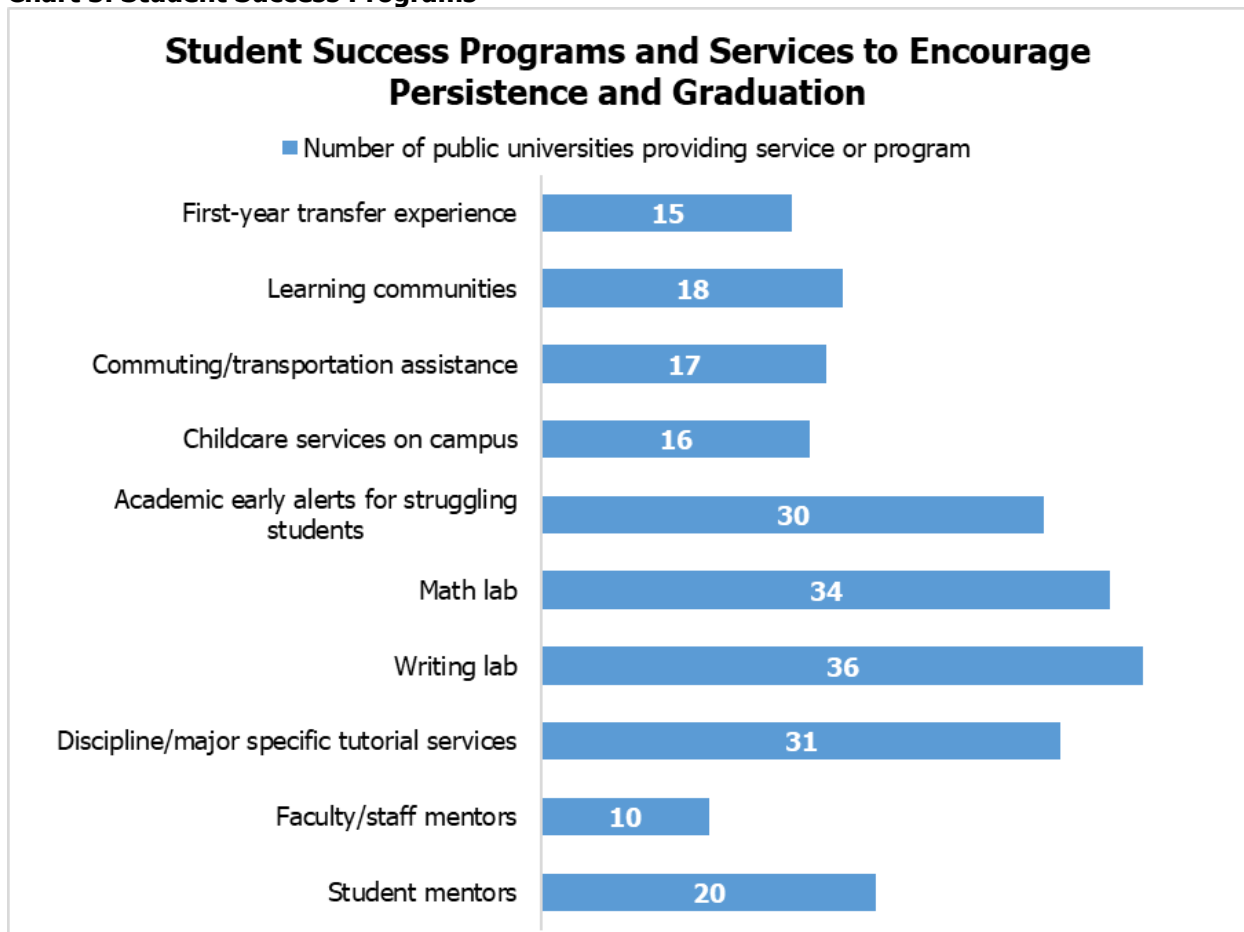 Student Success Programs and Services to Encourage
Persistence and Graduation
Number of public universities providing service or program
First-year transfer experience 15
Learning communities 18
Commuting/transportation assistance 17
Childcare services on campus 16
Academic early alerts for struggling
students 30
Math lab 34
Writing lab 36
Discipline/major specific tutorial services 31
Faculty/staff mentors 10
Student mentors 20